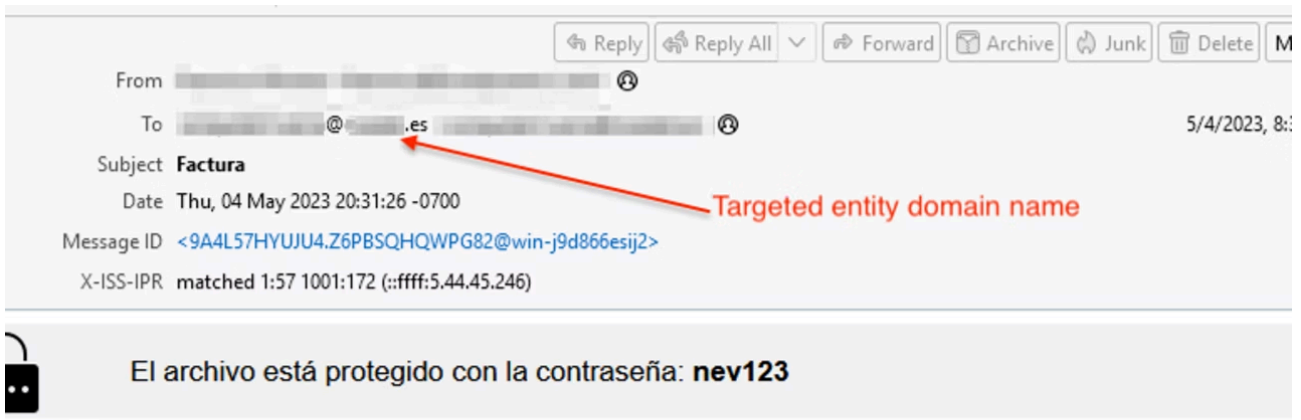 Reply Reply All Forward Archive Junk Delete M
From
To @ .es 5/4/2023, 8:3
Subject Factura
Date Thu, 04 May 2023 20:31:26 -0700
Targeted entity domain name
Message ID <9A4L57HYUJU4.Z6PBSQHQWPG82@win-j9d866esij2>
X-ISS-IPR matched 1:57 1001:172 (::ffff:5.44.45.246)
El archivo está protegido con la contraseña: nev123